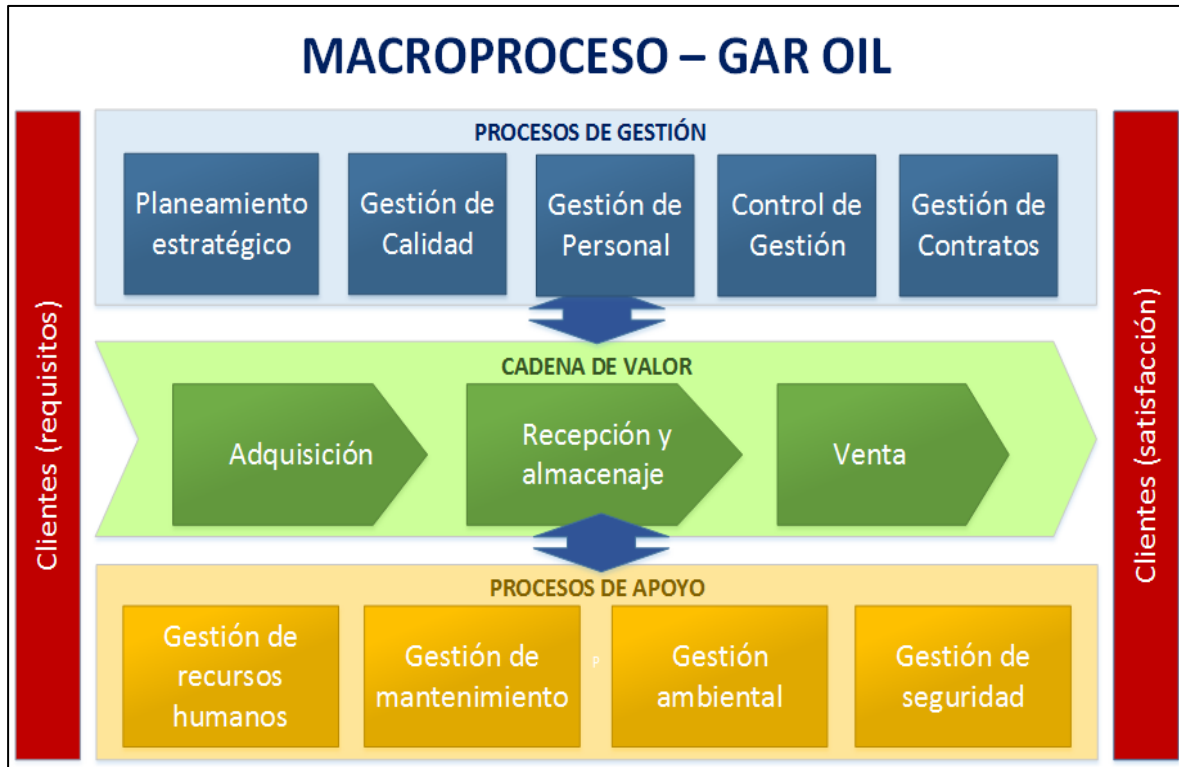 MACROPROCESO – GAR OIL
Clientes (requisitos)
PROCESOS DE GESTIÓN
Planeamiento
estratégico
Gestión de
Calidad
Gestión de
Personal
Control de
Gestión
Gestión de
Contratos
CADENA DE VALOR
Adquisición
Recepción y
almacenaje
Venta
PROCESOS DE APOYO
Gestión de
recursos
humanos
Gestión de
mantenimiento
P
Gestión
ambiental
Gestión de
seguridad
Clientes (satisfacción)